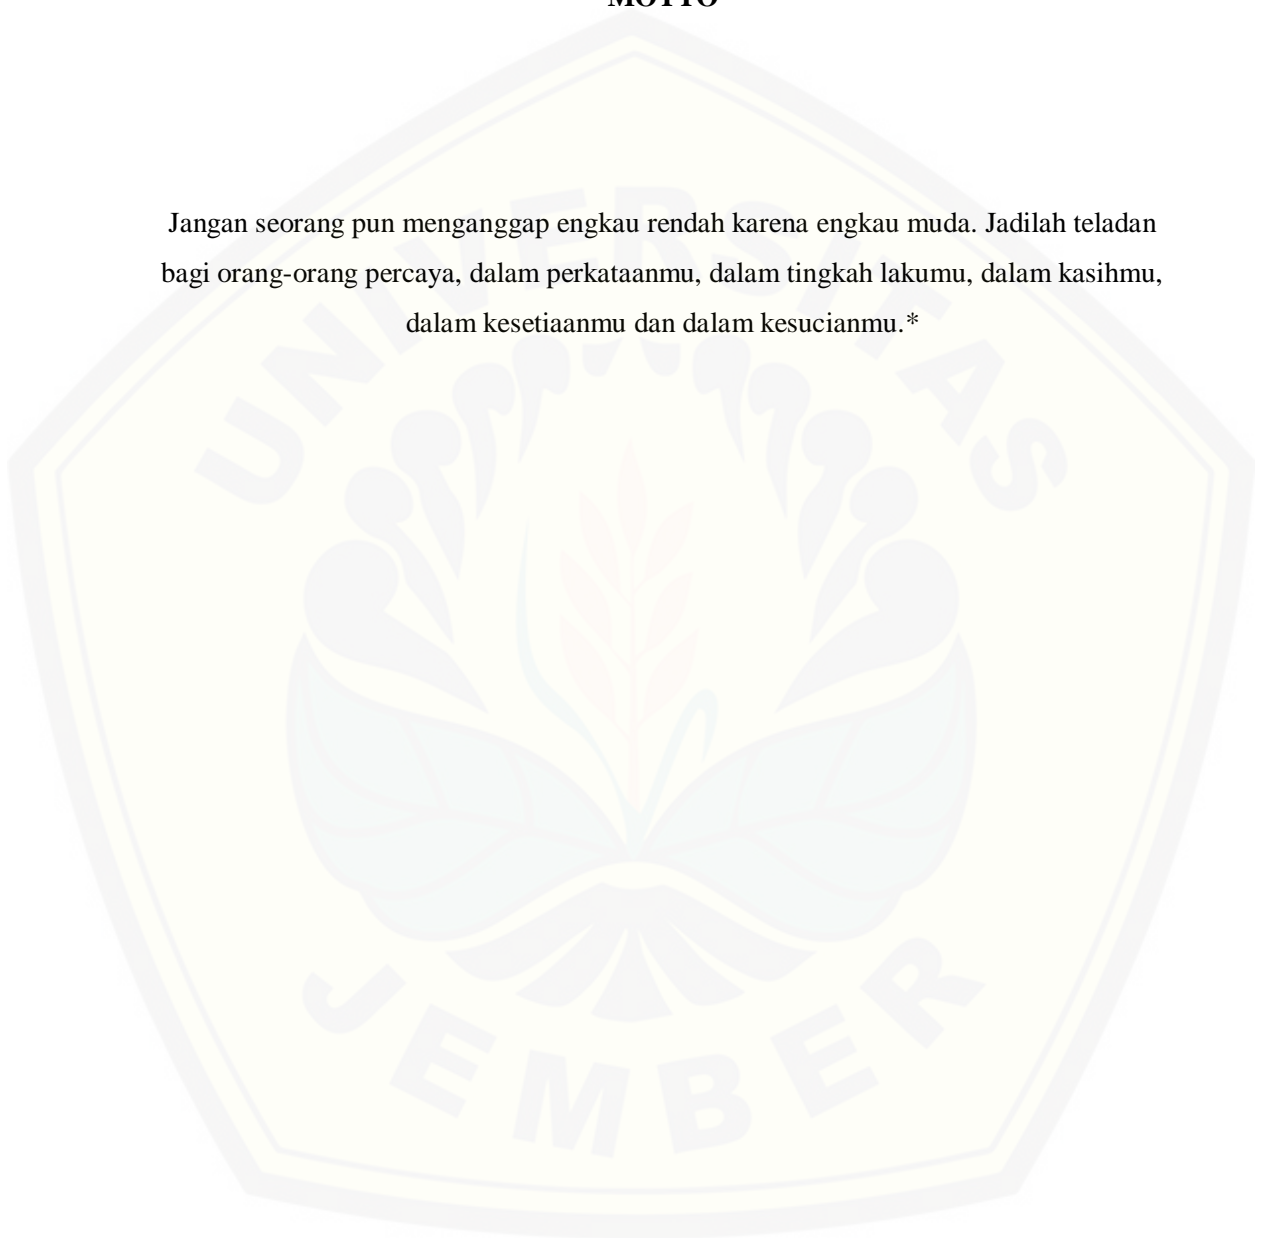 MOTTO
Jangan seorang pun menganggap engkau rendah karena engkau muda. Jadilah teladan
bagi orang-orang percaya, dalam perkataanmu, dalam tingkah lakumu, dalam kasihmu,
dalam kesetiaanmu dan dalam kesucianmu.*
UNIVERSITAS
JEMBER